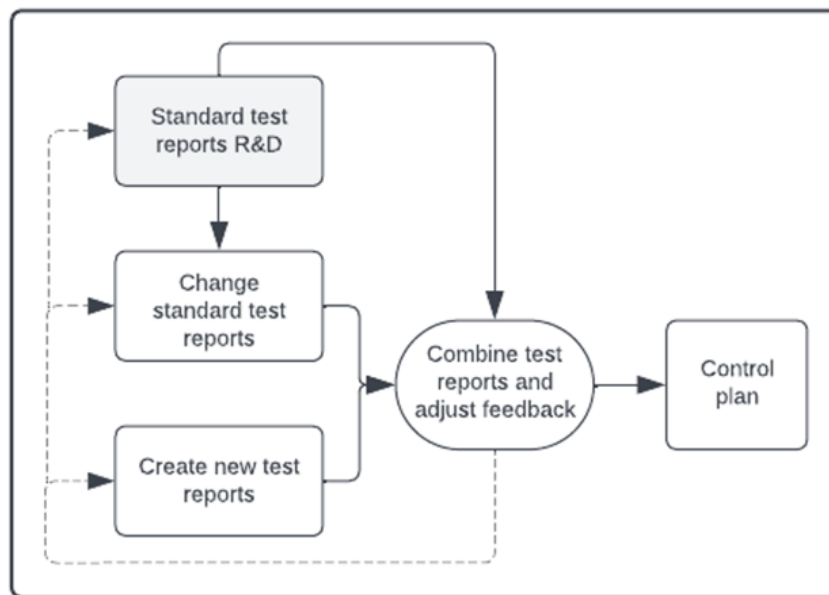 Standard test
reports R&D
Change
standard test
reports
Combine test
reports and
adjust feedback
Control
plan
Create new test
reports